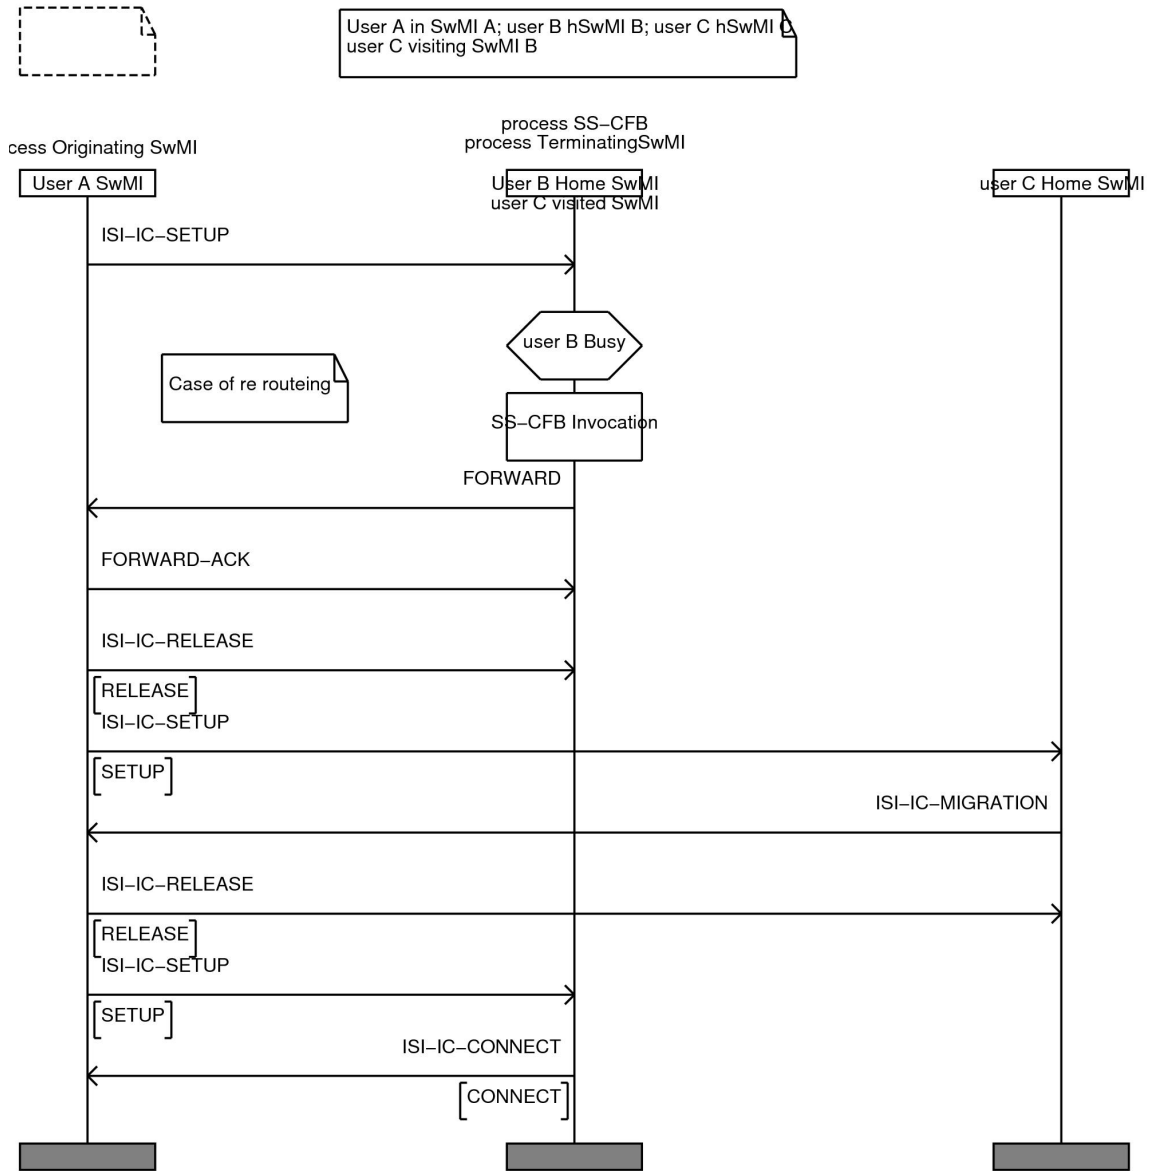 User A in SwMI A; user B hSwMI B; user C hSwMI C
user C visiting SwMI B
process SS–CFB
process TerminatingSwMI
cess Originating SwMI
User A SwMI
User B Home SwMI
user C visited SwMI
user C Home SwMI
ISI–IC–SETUP
user B Busy
Case of re routeing
SS–CFB Invocation
FORWARD
FORWARD–ACK
ISI–IC–RELEASE
RELEASE
ISI–IC–SETUP
SETUP
ISI–IC–MIGRATION
ISI–IC–RELEASE
RELEASE
ISI–IC–SETUP
SETUP
ISI–IC–CONNECT
CONNECT